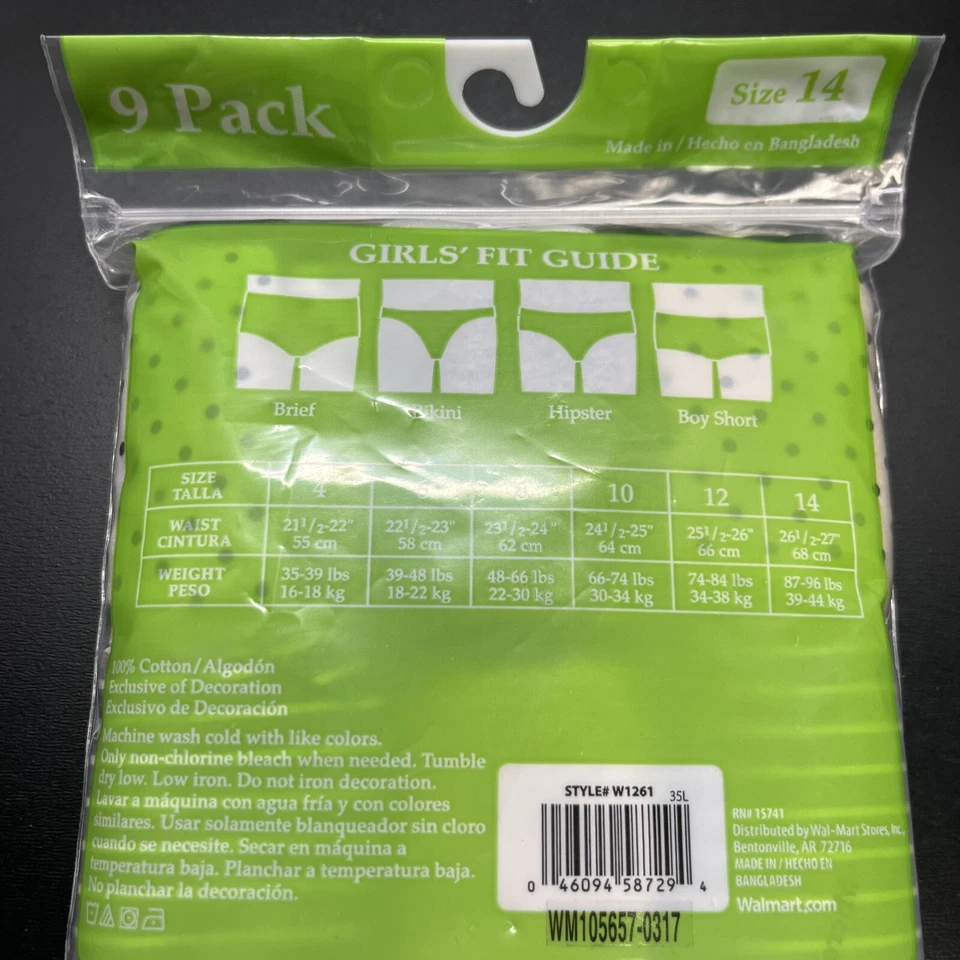 9 Pack
Size 14
Made in / Hecho en Bangladesh
GIRLS' FIT GUIDE
Brief Bikini Hipster Boy Short
SIZE 4 8 10 12 14
TALLA
WAIST 21 1/2-22" 22 1/2-23" 23 1/2-24" 24 1/2-25" 25 1/2-26" 26 1/2-27"
CINTURA 55 cm 58 cm 62 cm 64 cm 66 cm 68 cm
WEIGHT 35-39 lbs 39-48 lbs 48-66 lbs 66-74 lbs 74-84 lbs 87-96 lbs
PESO 16-18 kg 18-22 kg 22-30 kg 30-34 kg 34-38 kg 39-44 kg
100% Cotton/Algodón
Exclusive of Decoration
Exclusivo de Decoración
Machine wash cold with like colors.
Only non-chlorine bleach when needed. Tumble
dry low. Low iron. Do not iron decoration.
Lavar a máquina con agua fría y con colores
similares. Usar solamente blanqueador sin cloro
cuando se necesite. Secar en máquina a
temperatura baja. Planchar a temperatura baja.
No planchar la decoración.
STYLE# W1261
35L
0 46094 58729 4
WM105657-0317
RN# 15741
Distributed by Wal-Mart Stores, Inc.
Bentonville, AR 72716
MADE IN / HECHO EN
BANGLADESH
Walmart.com